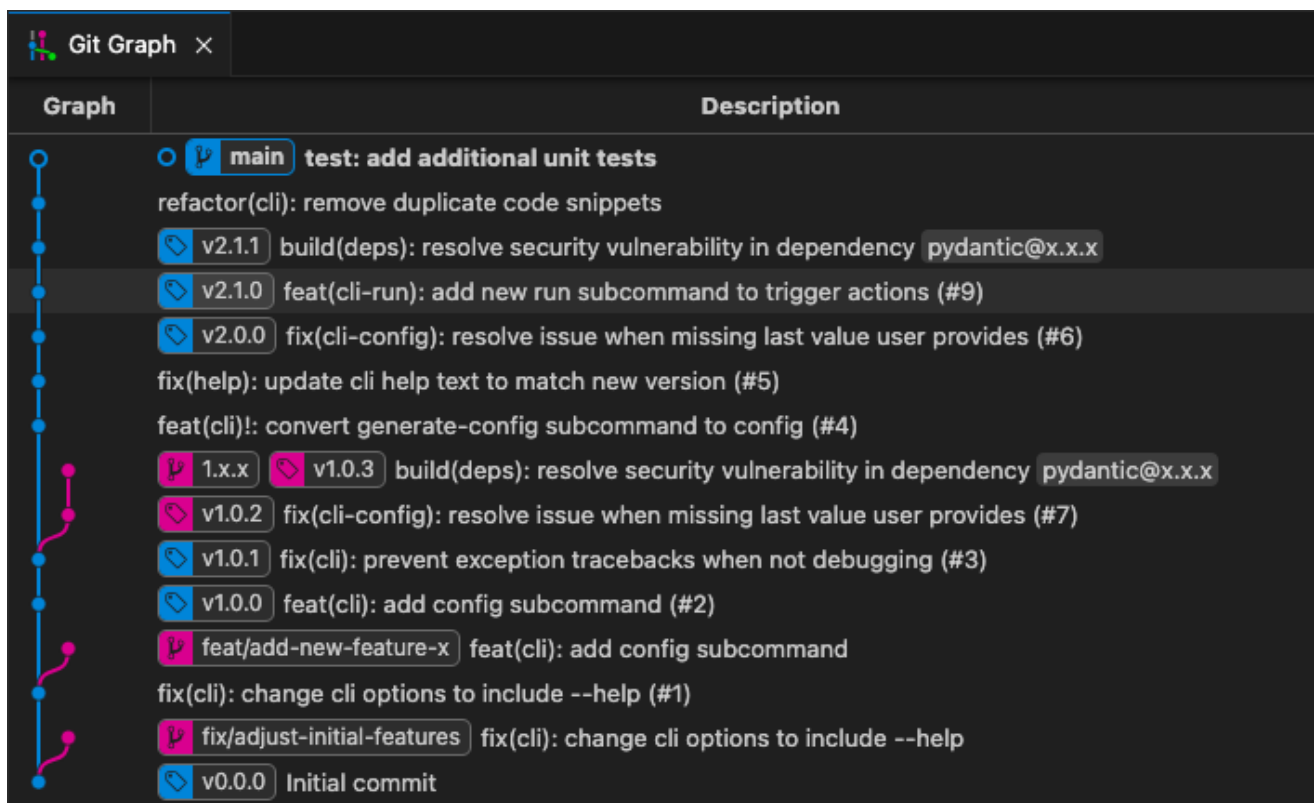 Git Graph ×
Graph Description
main test: add additional unit tests
refactor(cli): remove duplicate code snippets
v2.1.1 build(deps): resolve security vulnerability in dependency pydantic@x.x.x
v2.1.0 feat(cli-run): add new run subcommand to trigger actions (#9)
v2.0.0 fix(cli-config): resolve issue when missing last value user provides (#6)
fix(help): update cli help text to match new version (#5)
feat(cli)!: convert generate-config subcommand to config (#4)
1.x.x v1.0.3 build(deps): resolve security vulnerability in dependency pydantic@x.x.x
v1.0.2 fix(cli-config): resolve issue when missing last value user provides (#7)
v1.0.1 fix(cli): prevent exception tracebacks when not debugging (#3)
v1.0.0 feat(cli): add config subcommand (#2)
feat/add-new-feature-x feat(cli): add config subcommand
fix(cli): change cli options to include --help (#1)
fix/adjust-initial-features fix(cli): change cli options to include --help
v0.0.0 Initial commit